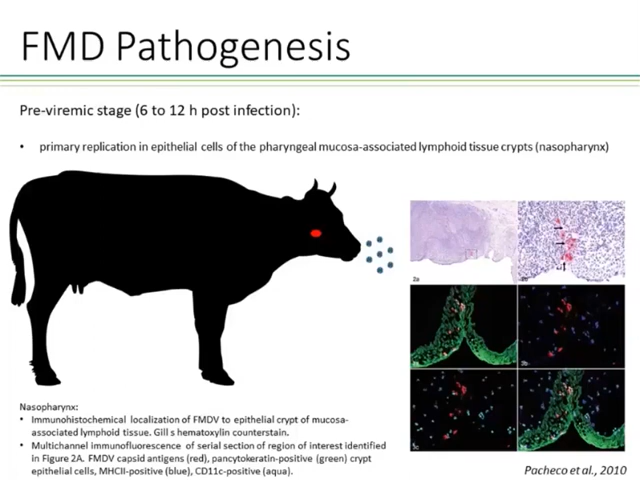 FMD Pathogenesis
Pre-viremic stage (6 to 12 h post infection):
• primary replication in epithelial cells of the pharyngeal mucosa-associated lymphoid tissue crypts (nasopharynx)
2a
Nasopharynx:
• Immunohistochemical localization of FMDV to epithelial crypt of mucosa-
associated lymphoid tissue. Gill s hematoxylin counterstain.
• Multichannel immunofluorescence of serial section of region of interest identified
in Figure 2A. FMDV capsid antigens (red), pancytokeratin-positive (green) crypt
epithelial cells, MHCII-positive (blue), CD11c-positive (aqua).
Pacheco et al., 2010